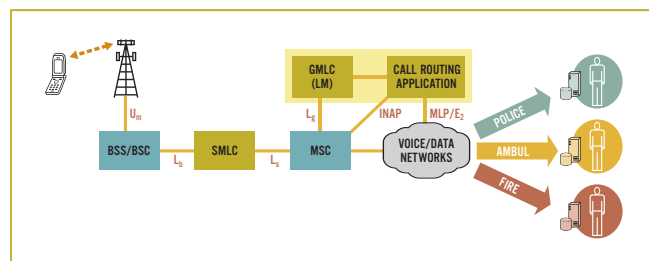 GMLC
(LM)
CALL ROUTING
APPLICATION
Um
Lg
INAP
MLP/E2
POLICE
BSS/BSC
Lb
SMLC
Ls
MSC
VOICE/DATA
NETWORKS
AMBUL
FIRE